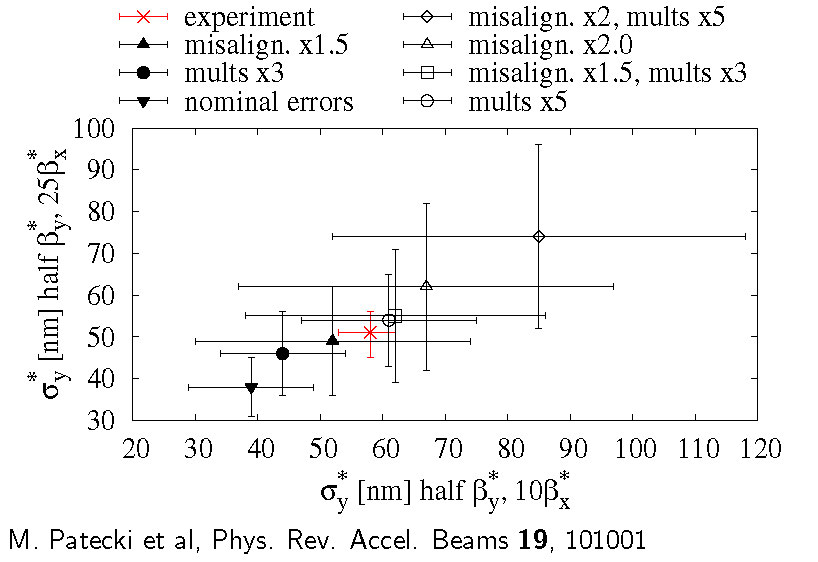 experiment
misalign. x1.5
mults x3
nominal errors
misalign. x2, mults x5
misalign. x2.0
misalign. x1.5, mults x3
mults x5
100
90
80
70
60
50
40
30
σ*y [nm] half β*y, 25β*x
20 30 40 50 60 70 80 90 100 110 120
σ*y [nm] half β*y, 10β*x
M. Patecki et al, Phys. Rev. Accel. Beams 19, 101001